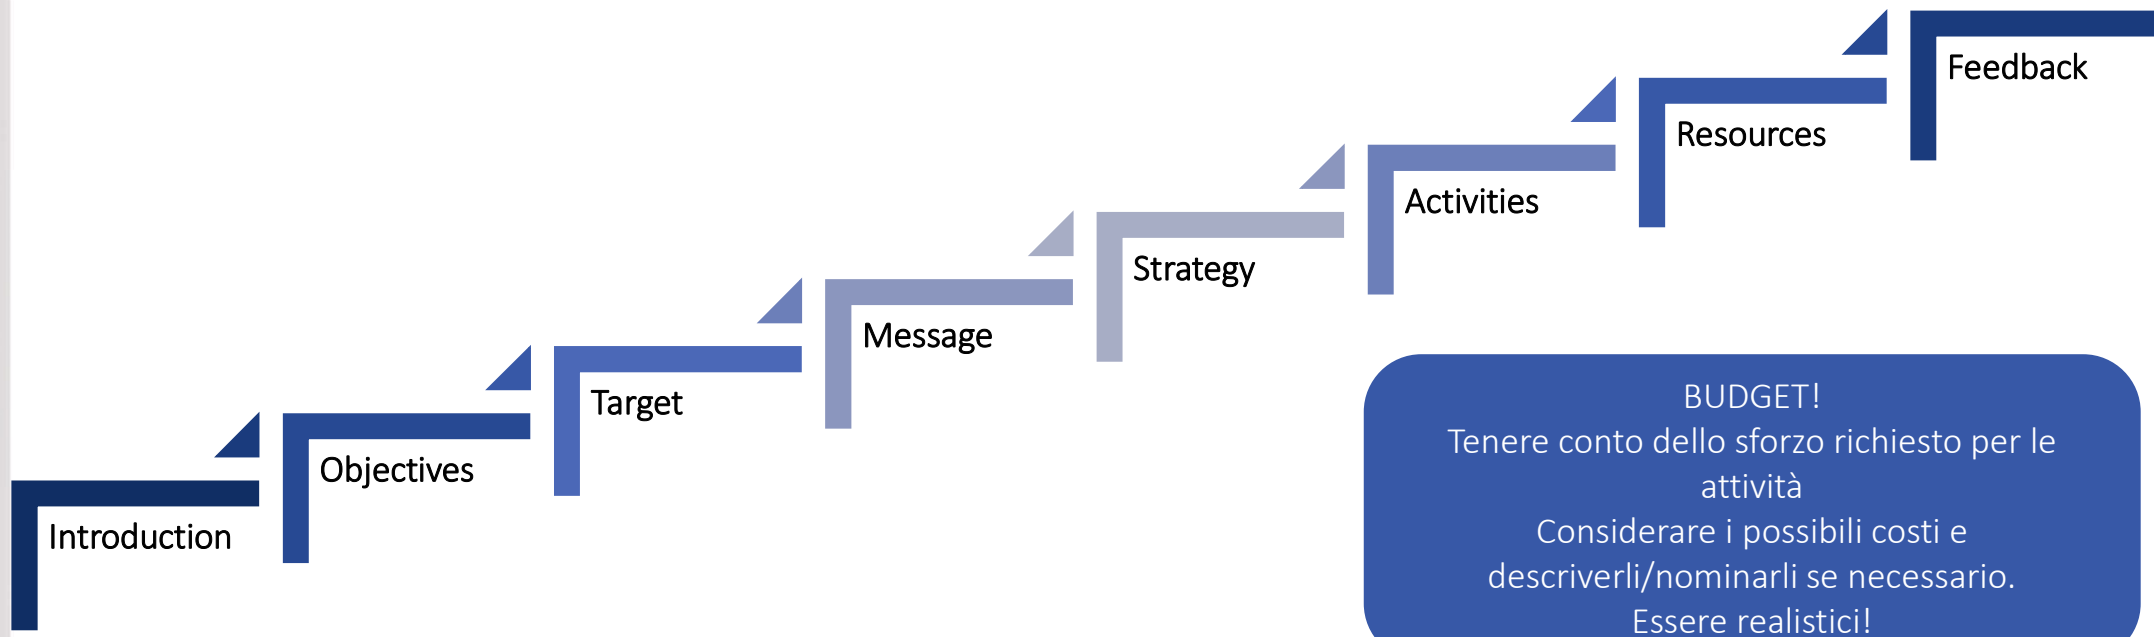 Introduction
Objectives
Target
Message
Strategy
Activities
Resources
Feedback
BUDGET!
Tenere conto dello sforzo richiesto per le
attività
Considerare i possibili costi e
descriverli/nominarli se necessario.
Essere realistici!